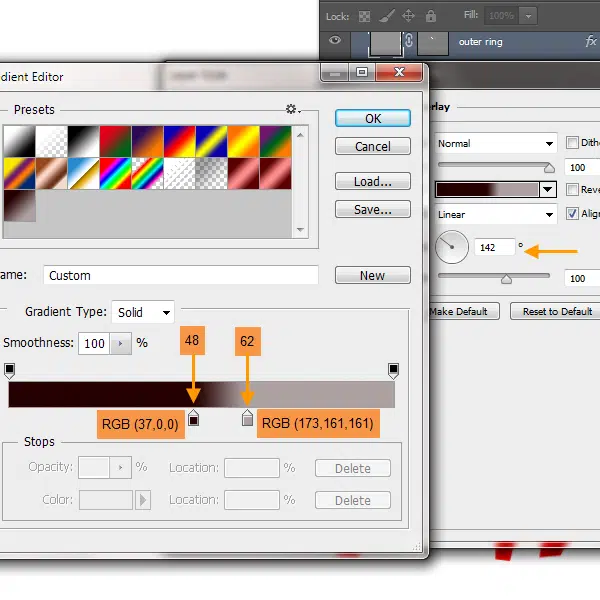 Lock:
Fill: 100%
outer ring
fx
dient Editor
Presets
OK
Cancel
Load...
Save...
ame: Custom
New
Gradient Type: Solid
Smoothness: 100 %
48
62
RGB (37,0,0)
RGB (173,161,161)
Stops
Opacity: % Location: % Delete
Color: Location: % Delete
rlay
Normal
Dith
100
Reve
Linear
Align
142 °
100
Make Default
Reset to Default